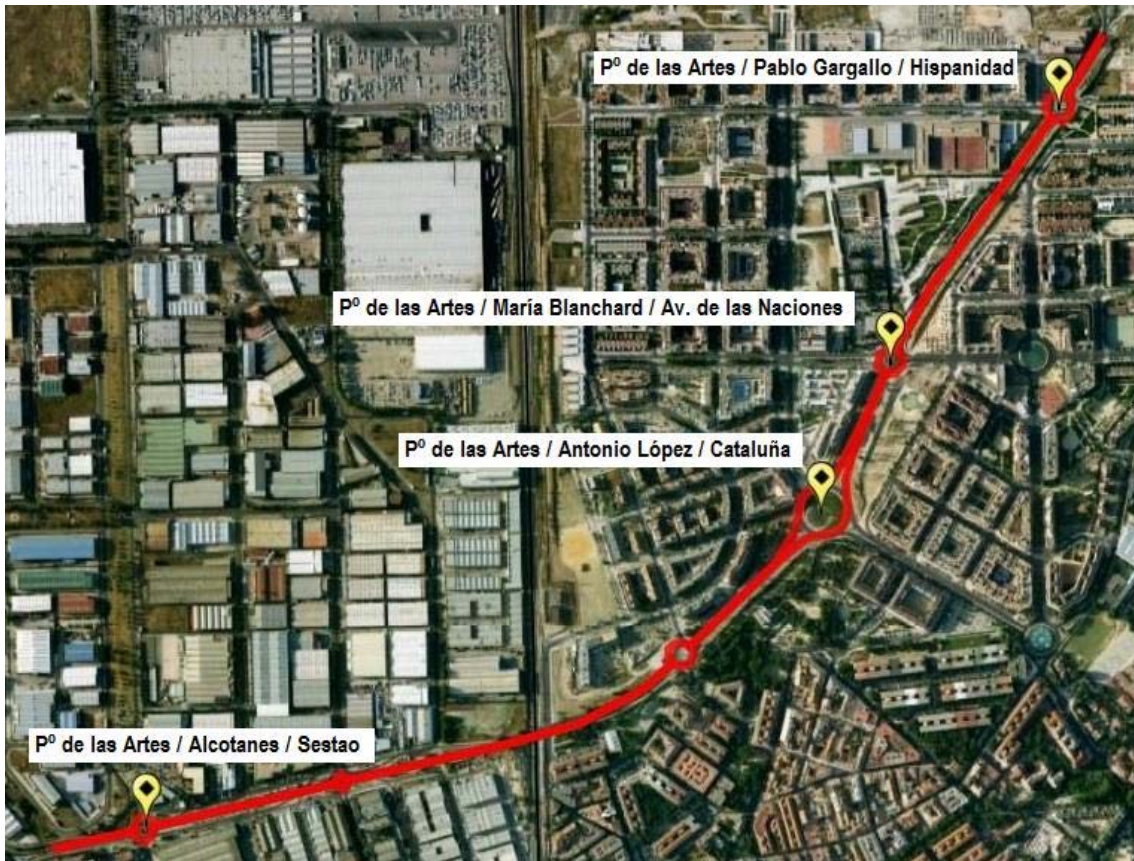 Pº de las Artes / Pablo Gargallo / Hispanidad
Pº de las Artes / María Blanchard / Av. de las Naciones
Pº de las Artes / Antonio López / Cataluña
Pº de las Artes / Alcotanes / Sestao